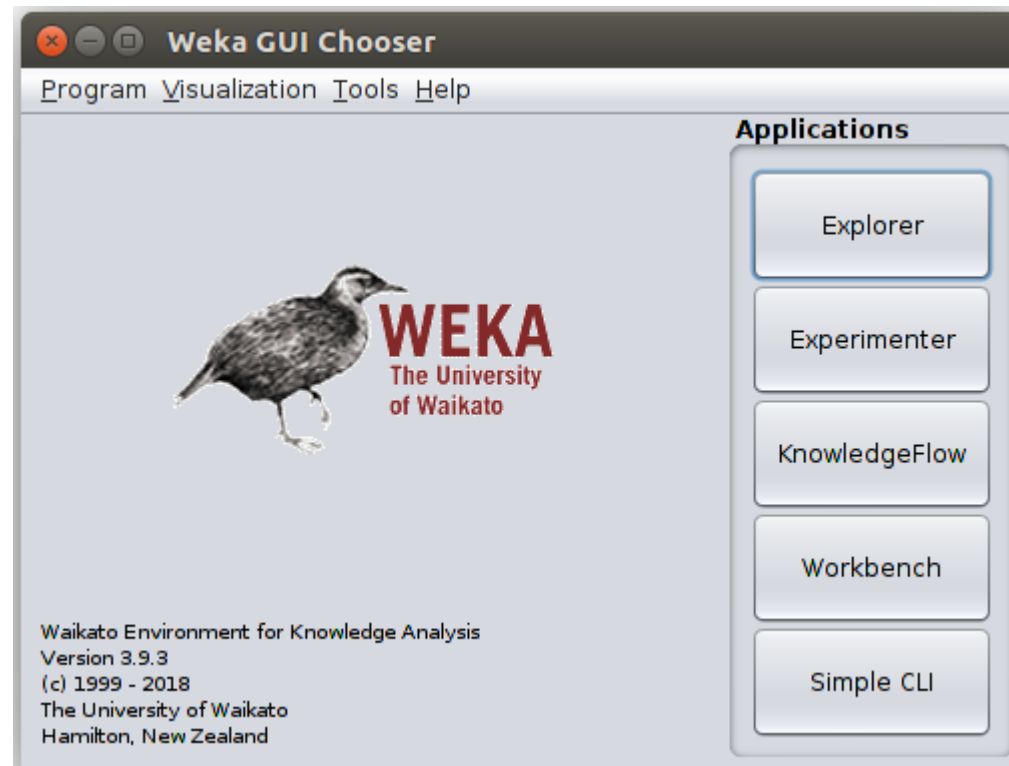 Weka GUI Chooser
Program Visualization Tools Help
Applications
Explorer
Experimenter
KnowledgeFlow
Workbench
Simple CLI
WEKA
The University
of Waikato
Waikato Environment for Knowledge Analysis
Version 3.9.3
(c) 1999 - 2018
The University of Waikato
Hamilton, New Zealand